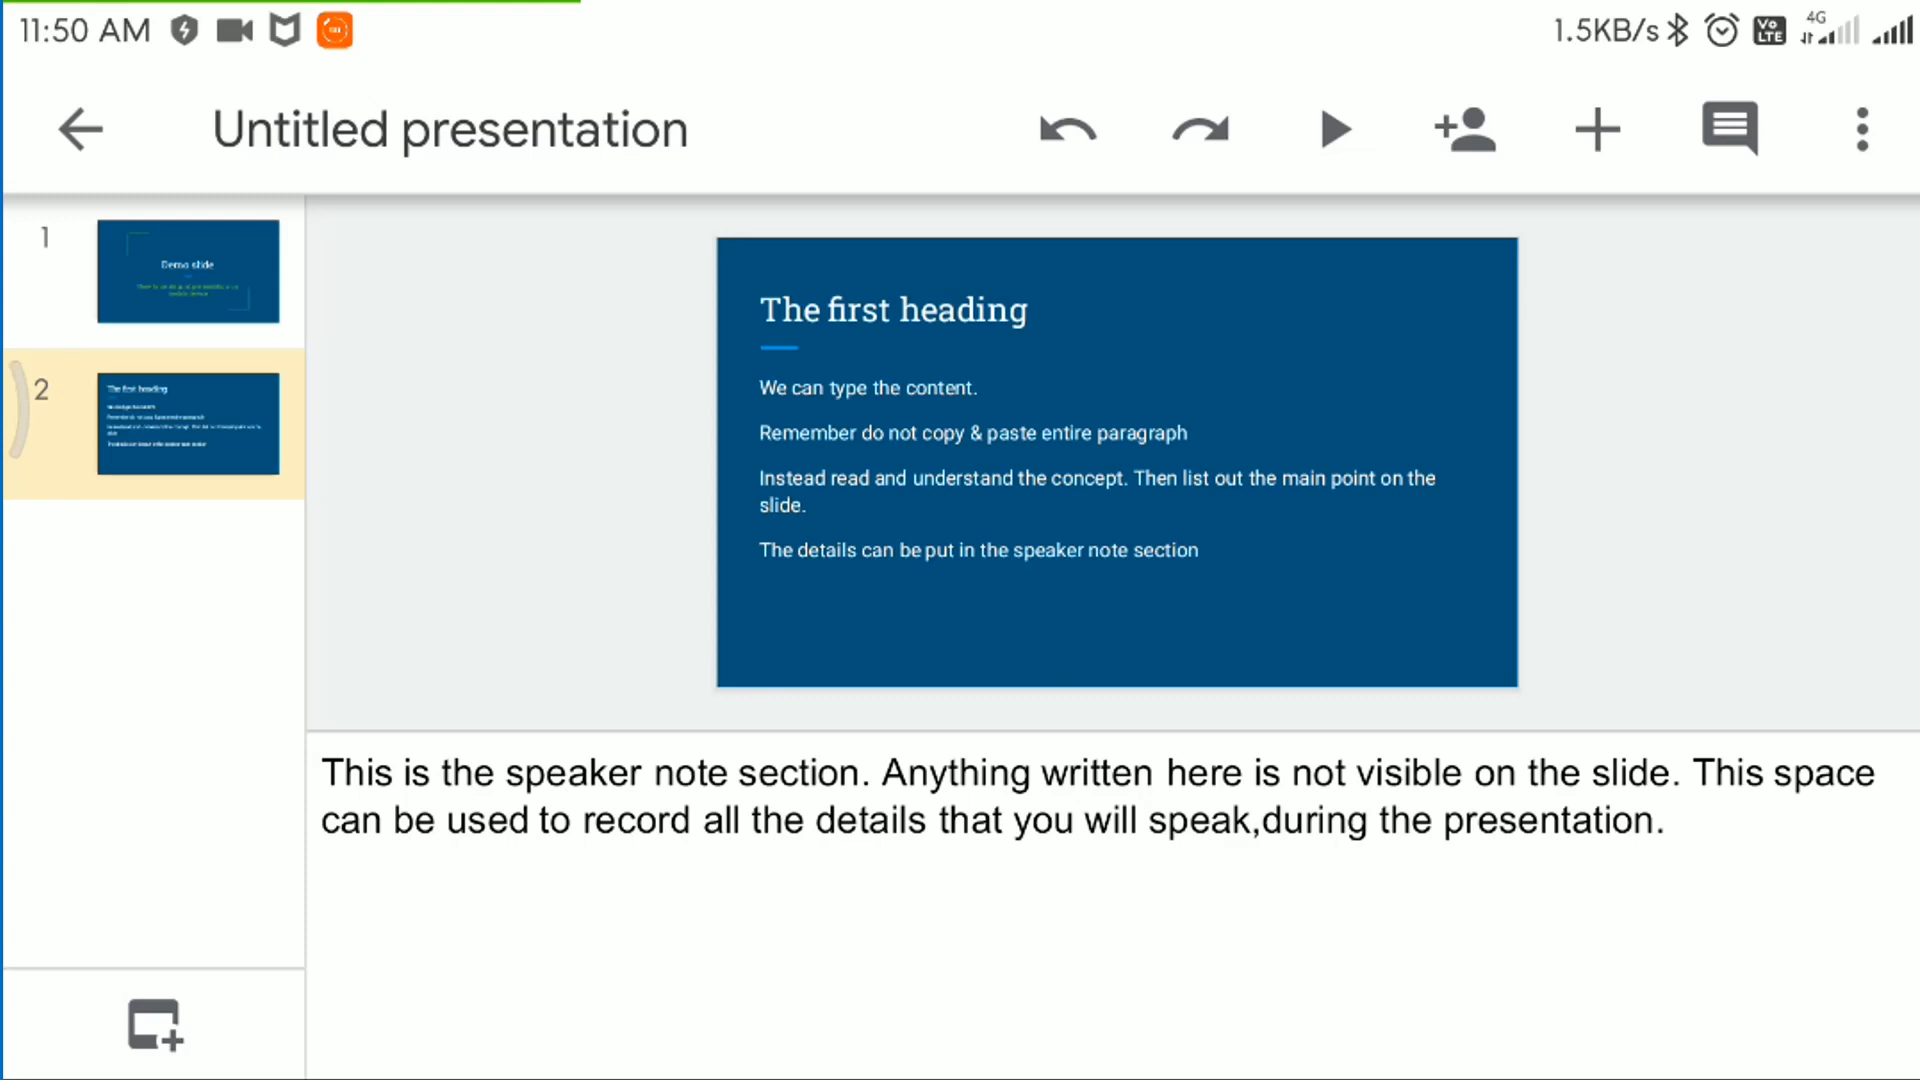 11:50 AM
1.5KB/s
Vo
LTE
4G
Untitled presentation
1
Demo slide
2
The first heading
The first heading
We can type the content.
Remember do not copy & paste entire paragraph
Instead read and understand the concept. Then list out the main point on the
slide.
The details can be put in the speaker note section
This is the speaker note section. Anything written here is not visible on the slide. This space
can be used to record all the details that you will speak,during the presentation.